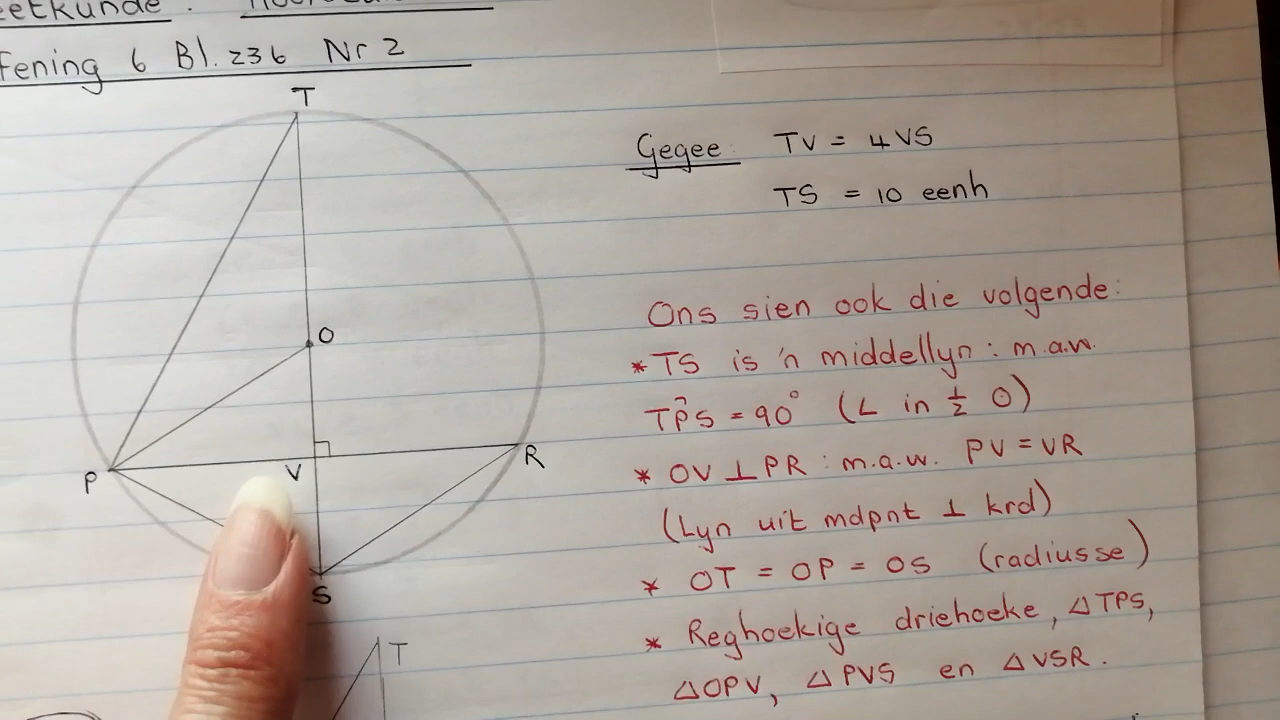 eetkunde.
fening 6 Bl. 236 Nr 2
T
O
P
V
R
S
T
Gegee: TV = 4VS
TS = 10 eenh
Ons sien ook die volgende:
* TS is 'n middellyn: m.a.w.
TP̂S = 90° (∠ in ½ O)
* OV ⊥ PR : m.a.w. PV = VR
(Lyn uit mdpnt ⊥ krd)
* OT = OP = OS (radiusse)
* Reghoekige driehoeke, △TPS,
△OPV, △PVS en △VSR.